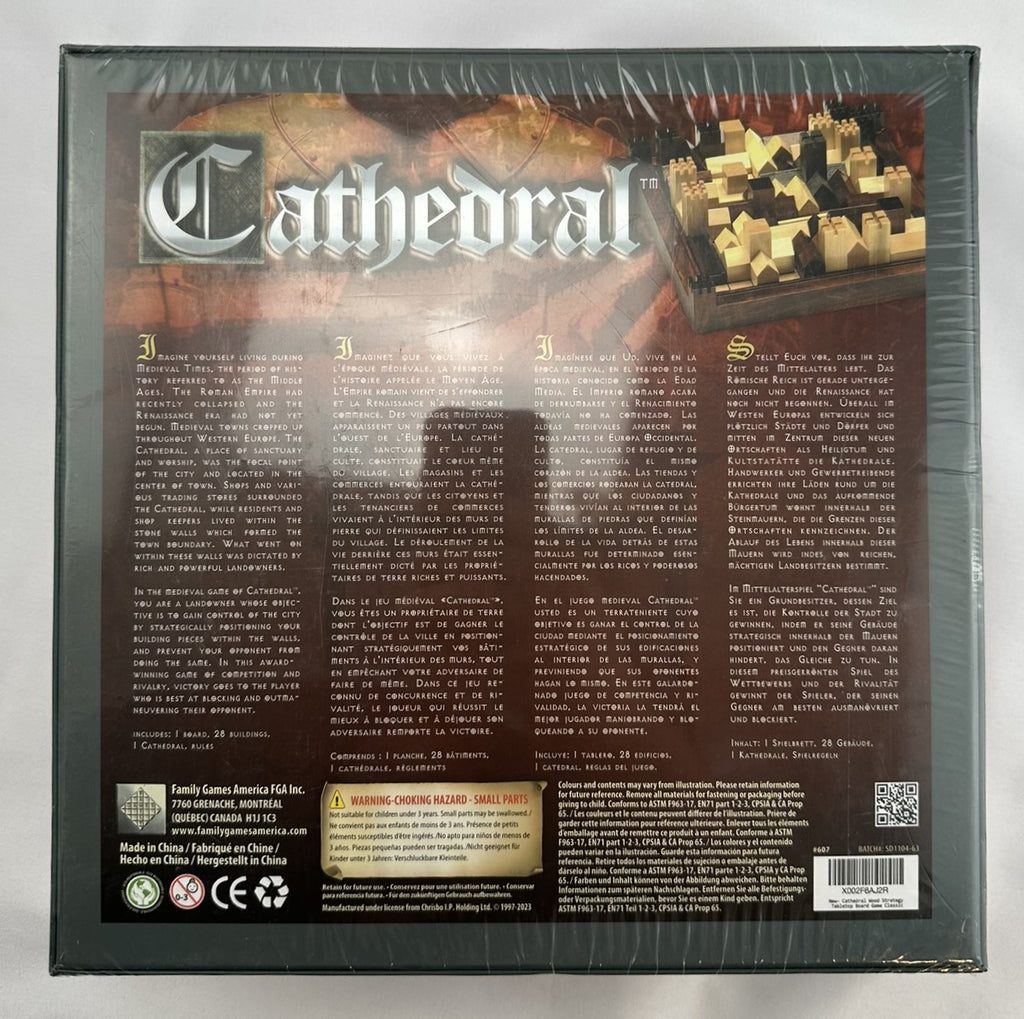 Cathedral™
Imagine yourself living during
Medieval Times, the period of his-
tory referred to as the Middle
Ages. The Roman Empire had
recently collapsed and the
Renaissance era had not yet
begun. Medieval towns cropped up
throughout Western Europe. The
Cathedral, a place of sanctuary
and worship, was the focal point
of the city and located in the
center of town. Shops and vari-
ous trading stores surrounded
the Cathedral, while residents and
shop keepers lived within the
stone walls which formed the
town boundary. What went on
within these walls was dictated by
rich and powerful landowners.
In the medieval game of Cathedral™,
you are a landowner whose objec-
tive is to gain control of the city
by strategically positioning your
building pieces within the walls,
and prevent your opponent from
doing the same. In this award-
winning game of competition and
rivalry, victory goes to the player
who is best at blocking and outma-
neuvering their opponent.
Includes: 1 board, 28 buildings,
1 Cathedral, rules
Imaginez que vous vivez à
l'époque médiévale, la période de
l'histoire appelée le Moyen Age.
L'Empire romain vient de s'effondrer
et la Renaissance n'a pas encore
commencé. Des villages médiévaux
apparaissent un peu partout dans
l'ouest de l'Europe. La cathé-
drale, sanctuaire et lieu de
culte, constituait le coeur même
du village. Les magasins et les
commerces entouraient la cathé-
drale, tandis que les citoyens et
les tenanciers de commerces
vivaient à l'intérieur des murs de
pierre qui définissaient les limites
du village. Le déroulement de la
vie derrière ces murs était essen-
tiellement dicté par les proprié-
taires de terre riches et puissants.
Dans le jeu médiéval «Cathedral™»,
vous êtes un propriétaire de terre
dont l'objectif est de gagner le
contrôle de la ville en position-
nant stratégiquement vos bâti-
ments à l'intérieur des murs, tout
en empêchant votre adversaire de
faire de même. Dans ce jeu re-
connu de concurrence et de ri-
valité, le joueur qui réussit le
mieux à bloquer et à déjouer son
adversaire remporte la victoire.
Comprends : 1 planche, 28 bâtiments,
1 cathédrale, réglements
Imagínese que Ud. vive en la
época medieval, en el periodo de la
historia conocido como la Edad
Media. El Imperio romano acaba
de derrumbarse y el Renacimiento
todavía no ha comenzado. Las
aldeas medievales aparecen por
todas partes de Europa Occidental.
La catedral, lugar de refugio y de
culto, constituía el mismo
corazón de la aldea. Las tiendas y
los comercios rodeaban la catedral,
mientras que los ciudadanos y
tenderos vivían al interior de las
murallas de piedras que definían
los límites de la aldea. El desar-
rollo de la vida detrás de estas
murallas fue determinado esen-
cialmente por los ricos y poderosos
hacendados.
En el juego medieval Cathedral™
usted es un terrateniente cuyo
objetivo es ganar el control de la
ciudad mediante el posicionamiento
estratégico de sus edificaciones
al interior de las murallas, y
previniendo que sus oponentes
hagan lo mismo. En este galardo-
nado juego de competencia y ri-
validad, la victoria la tendrá el
mejor jugador maniobrando y blo-
queando a su oponente.
Incluye: 1 tablero, 28 edificios,
1 catedral, reglas del juego.
Stellt Euch vor, dass ihr zur
Zeit des Mittelalters lebt. Das
Römische Reich ist gerade unterge-
gangen und die Renaissance hat
noch nicht begonnen. Überall im
Westen Europas entwickeln sich
plötzlich Städte und Dörfer und
mitten im Zentrum dieser neuen
Ortschaften als Heiligtum und
Kultstatätte die Kathedrale.
Handwerker und Gewerbetreibende
errichten ihre Läden rund um die
Kathedrale und das aufkommende
Bürgertum wohnt innerhalb der
Steinmauern, die die Grenzen dieser
Ortschaften kennzeichnen. Der
Ablauf des Lebens innerhalb dieser
Mauern wird indes von reichen,
mächtigen Landbesitzern bestimmt.
Im Mittelalterspiel "Cathedral™" sind
Sie ein Grundbesitzer, dessen Ziel
es ist, die Kontrolle der Stadt zu
gewinnen, indem er seine Gebäude
strategisch innerhalb der Mauern
positioniert und den Gegner daran
hindert, das Gleiche zu tun. In
diesem preisgekrönten Spiel des
Wettbewerbs und der Rivalität
gewinnt der Spieler, der seinen
Gegner am besten ausmanövriert
und blockiert.
Inhalt: 1 Spielbrett, 28 Gebäude,
1 Kathedrale, Spielregeln
Family Games America FGA Inc.
7760 GRENACHE, MONTRÉAL
(QUÉBEC) CANADA H1J 1C3
www.familygamesamerica.com
Made in China / Fabriqué en Chine /
Hecho en China / Hergestellt in China
0-3
CE
WARNING-CHOKING HAZARD - SMALL PARTS
Not suitable for children under 3 years. Small parts may be swallowed./
Ne convient pas aux enfants de moins de 3 ans. Présence de petits
éléments susceptibles d'être ingérés./No apto para niños de menos de
3 años. Piezas pequeñas pueden ser tragadas./Nicht geeignet für
Kinder unter 3 Jahren: Verschluckbare Kleinteile.
Retain for future use. • Conservez pour une utilisation future. • Conservar
para referencia futura. • Für den zukünftigen Gebrauch aufbewahren.
Manufactured under license from Chrisbo I.P. Holding Ltd. © 1997-2023
Colours and contents may vary from illustration. Please retain information
for future reference. Remove all materials for fastening or packaging before
giving to child. Conforms to ASTM F963-17, EN71 part 1-2-3, CPSIA & CA Prop
65. / Les couleurs et le contenu peuvent différer de l'illustration. Prière de
garder cette information pour reférence ultérieure. Enlever tous les éléments
d'emballage avant de remettre ce produit à un enfant. Conforme à ASTM
F963-17, EN71 part 1-2-3, CPSIA & CA Prop 65. / Los colores y el contenido
pueden variar en la ilustración. Guarde esta información para futura
referencia. Retire todos los materiales de sujeción o embalaje antes de
darselo al niño. Conforme a ASTM F963-17, EN71 part 1-2-3, CPSIA y CA Prop
65. / Farben und Inhalt können von der Abbildung abweichen. Bitte behalten
Informationen zum späteren Nachschlagen. Entfernen Sie alle Befestigungs-
oder Verpackungsmaterialien, bevor Sie es einem Kind geben. Entspricht
ASTM F963-17, EN71 Teil 1-2-3, CPSIA & CA Prop 65.
#607
BATCH#: SD1104-63
X002F6AJ2R
New- Cathedral Wood Strategy
Tabletop Board Game Classic